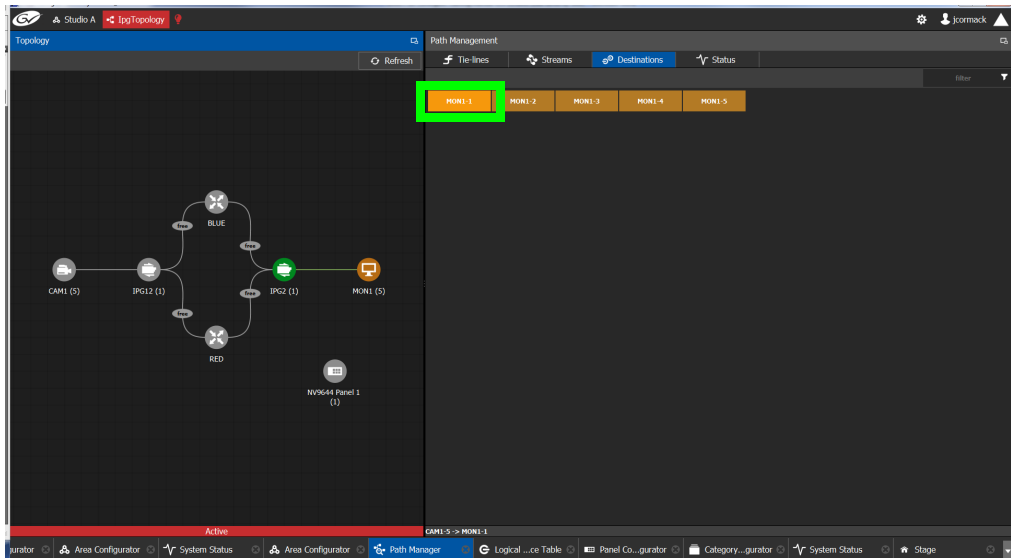 GV Studio A IpgTopology jcormack
Topology
Refresh
BLUE
free
free
CAM1 (5) IPG12 (1) IPG2 (1) MON1 (5)
free
free
RED
NV9644 Panel 1
(1)
Active
Path Management
Tie-lines Streams Destinations Status
filter
MON1-1 MON1-2 MON1-3 MON1-4 MON1-5
CAM1-5 -> MON1-1
gurator Area Configurator System Status Area Configurator Path Manager Logical ...ce Table Panel Co...gurator Category...gurator System Status Stage